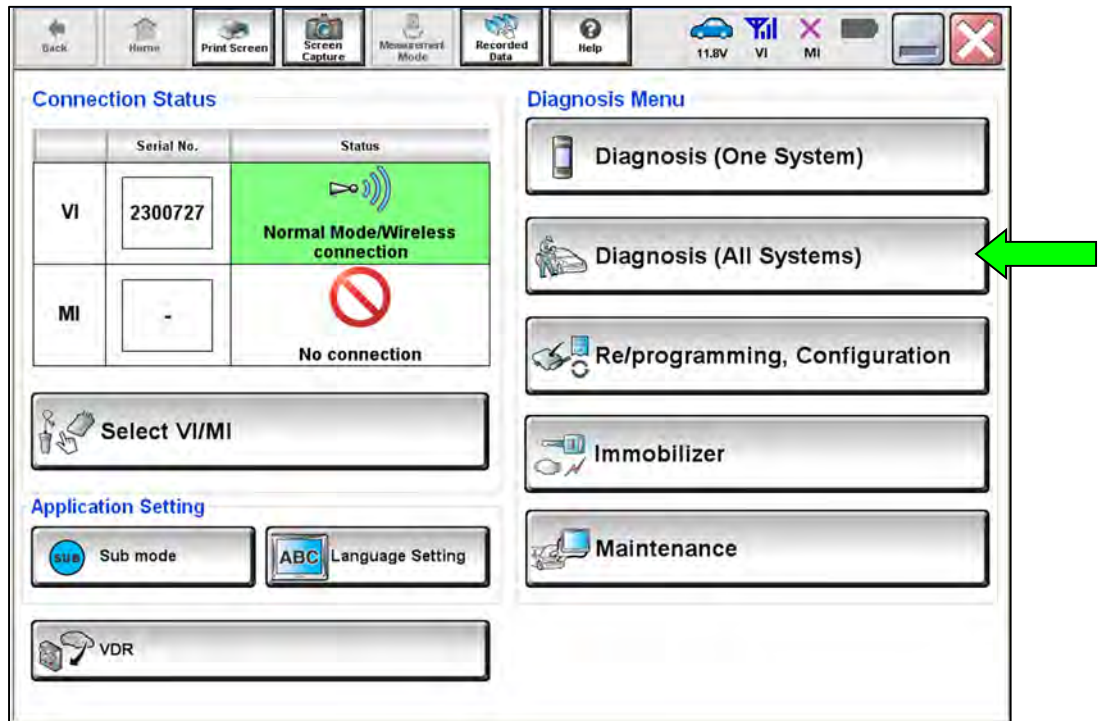 Back
Home
Print Screen
Screen
Capture
Measurement
Mode
Recorded
Data
Help
11.8V
VI
MI
Connection Status
Serial No.
Status
VI
2300727
Normal Mode/Wireless
connection
MI
-
No connection
Select VI/MI
Application Setting
SUB
Sub mode
ABC
Language Setting
VDR
Diagnosis Menu
Diagnosis (One System)
Diagnosis (All Systems)
Re/programming, Configuration
Immobilizer
Maintenance